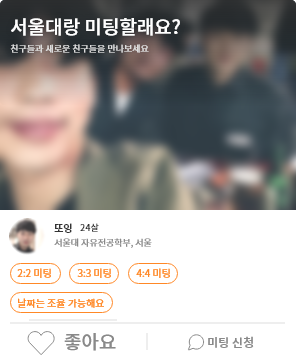 서울대랑 미팅할래요?
친구들과 새로운 친구들을 만나보세요
또잉 24살
서울대 자유전공학부, 서울
2:2 미팅 3:3 미팅 4:4 미팅
날짜는 조율 가능해요
좋아요 미팅 신청